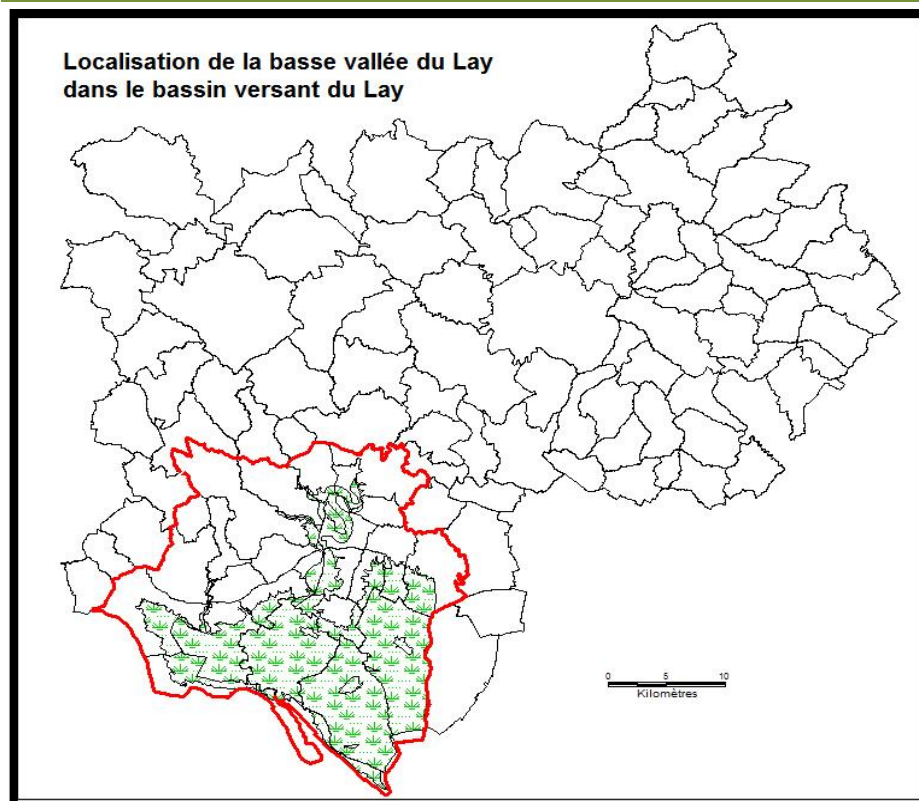 Localisation de la basse vallée du Lay
dans le bassin versant du Lay
0 5 10
Kilomètres